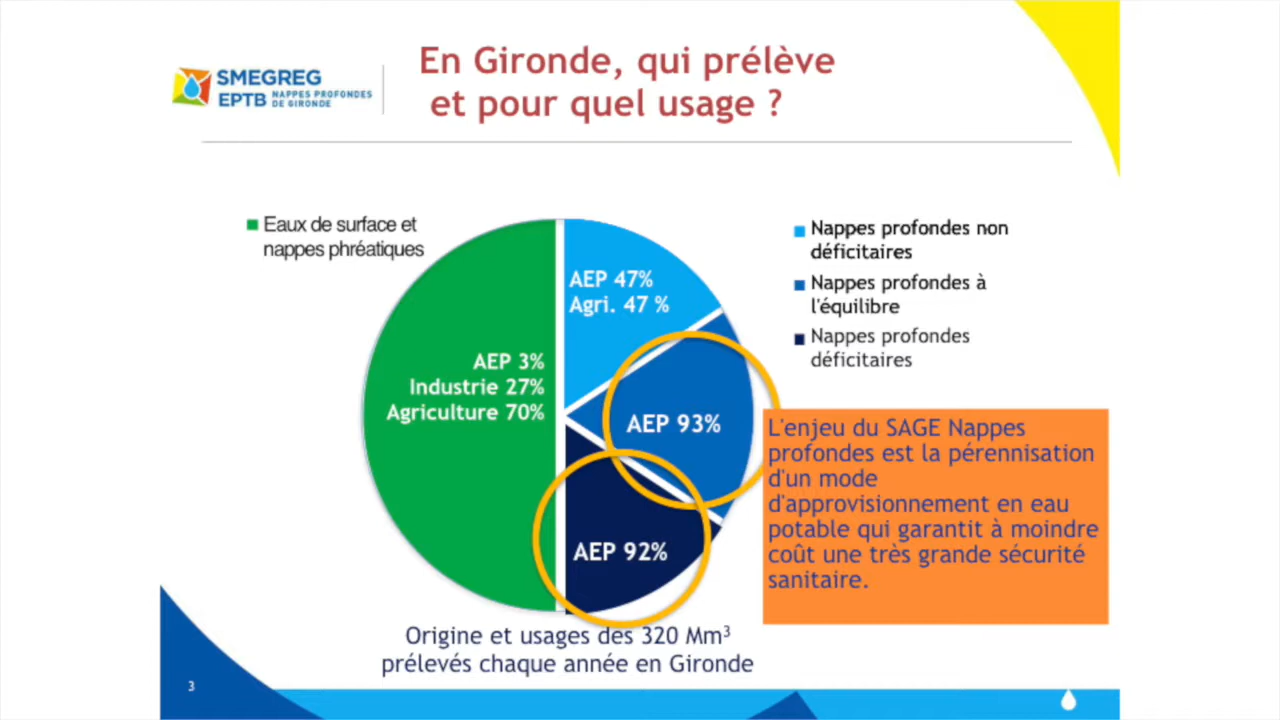 SMEGREG
EPTB NAPPES PROFONDES
DE GIRONDE
En Gironde, qui prélève
et pour quel usage ?
Eaux de surface et
nappes phréatiques
AEP 47%
Agri. 47 %
AEP 3%
Industrie 27%
Agriculture 70%
AEP 93%
AEP 92%
Nappes profondes non
déficitaires
Nappes profondes à
l'équilibre
Nappes profondes
déficitaires
L'enjeu du SAGE Nappes
profondes est la pérennisation
d'un mode
d'approvisionnement en eau
potable qui garantit à moindre
coût une très grande sécurité
sanitaire.
Origine et usages des 320 Mm³
prélevés chaque année en Gironde
3